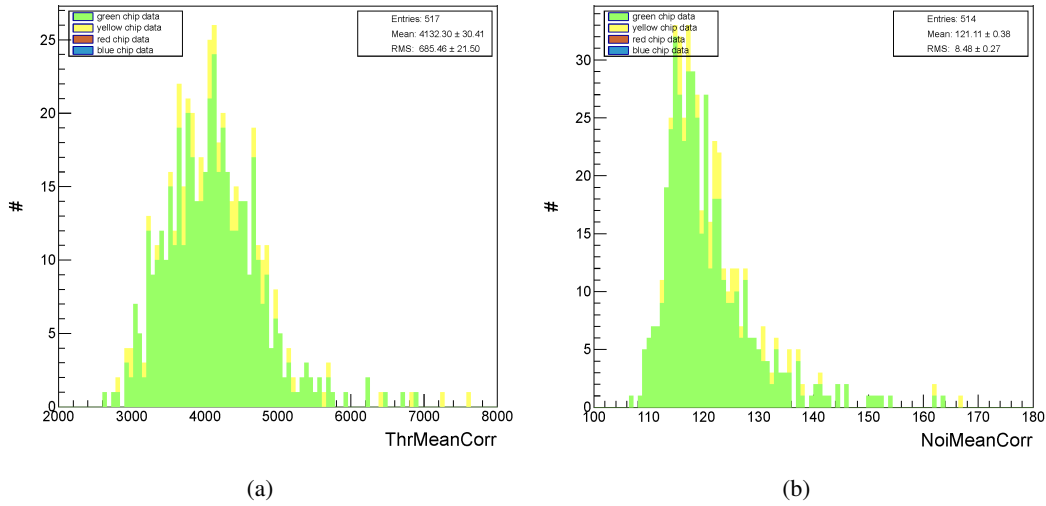 green chip data
yellow chip data
red chip data
blue chip data
Entries: 517
Mean: 4132.30 ± 30.41
RMS: 685.46 ± 21.50
#
25
20
15
10
5
0
2000 3000 4000 5000 6000 7000 8000
ThrMeanCorr
(a)
green chip data
yellow chip data
red chip data
blue chip data
Entries: 514
Mean: 121.11 ± 0.38
RMS: 8.48 ± 0.27
#
30
25
20
15
10
5
0
100 110 120 130 140 150 160 170 180
NoiMeanCorr
(b)